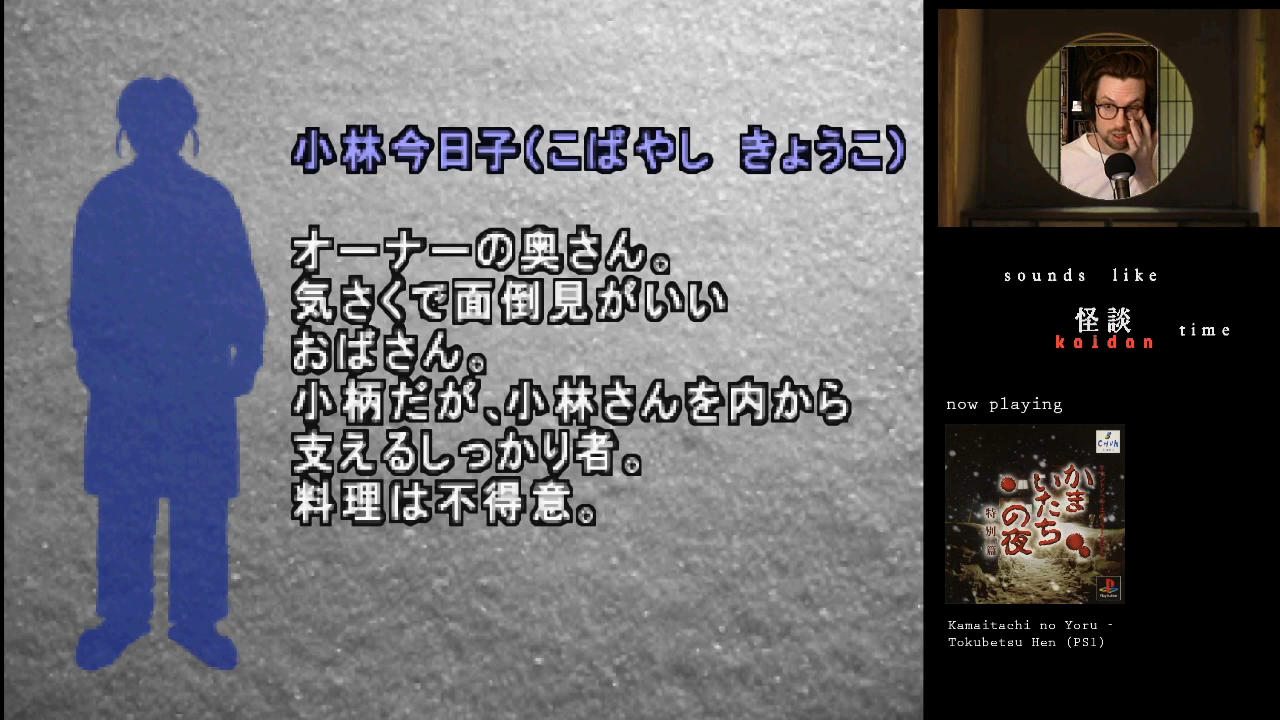 小林今日子(こばやし きょうこ)
オーナーの奥さん。
気さくで面倒見がいい
おばさん。
小柄だが、小林さんを内から
支えるしっかり者。
料理は不得意。
sounds like
怪談
kaidan
time
now playing
CHUN
かま
いたち
の夜
特別篇
PlayStation
Kamaitachi no Yoru -
Tokubetsu Hen (PS1)